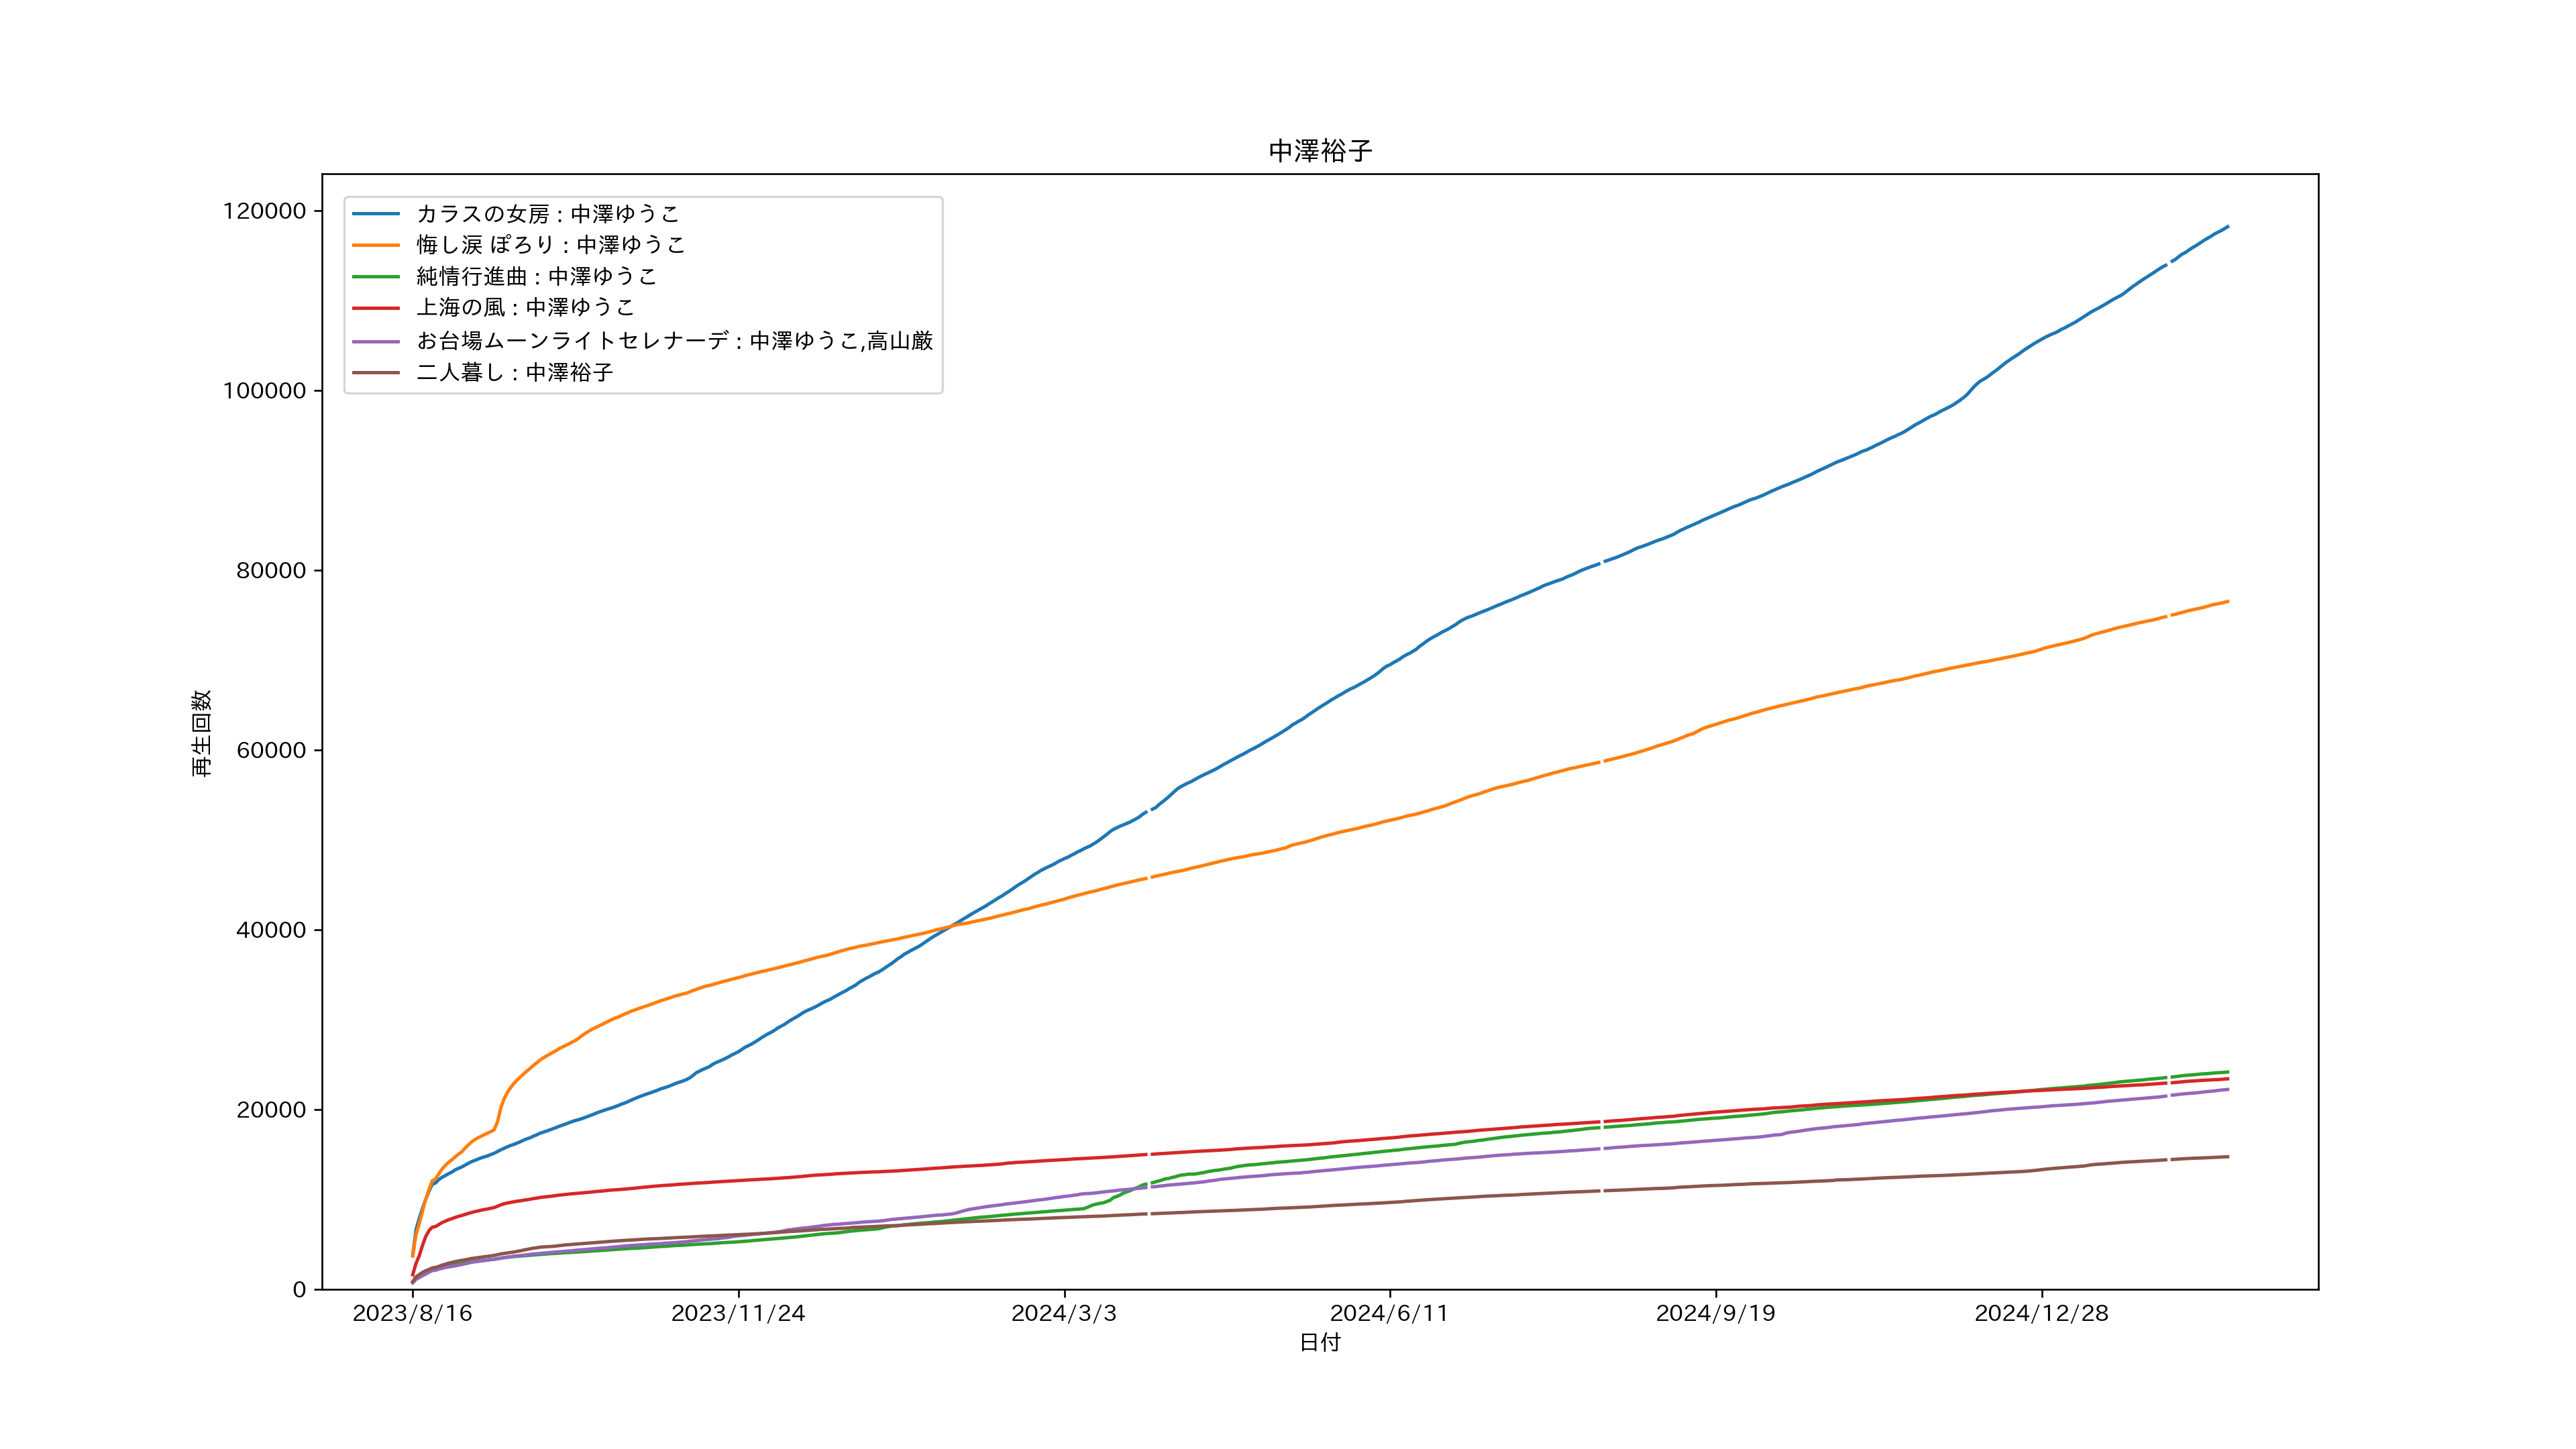 中澤裕子
カラスの女房 : 中澤ゆうこ
悔し涙 ぽろり : 中澤ゆうこ
純情行進曲 : 中澤ゆうこ
上海の風 : 中澤ゆうこ
お台場ムーンライトセレナーデ : 中澤ゆうこ,高山厳
二人暮し : 中澤裕子
再生回数
120000
100000
80000
60000
40000
20000
0
2023/8/16 2023/11/24 2024/3/3 2024/6/11 2024/9/19 2024/12/28
日付